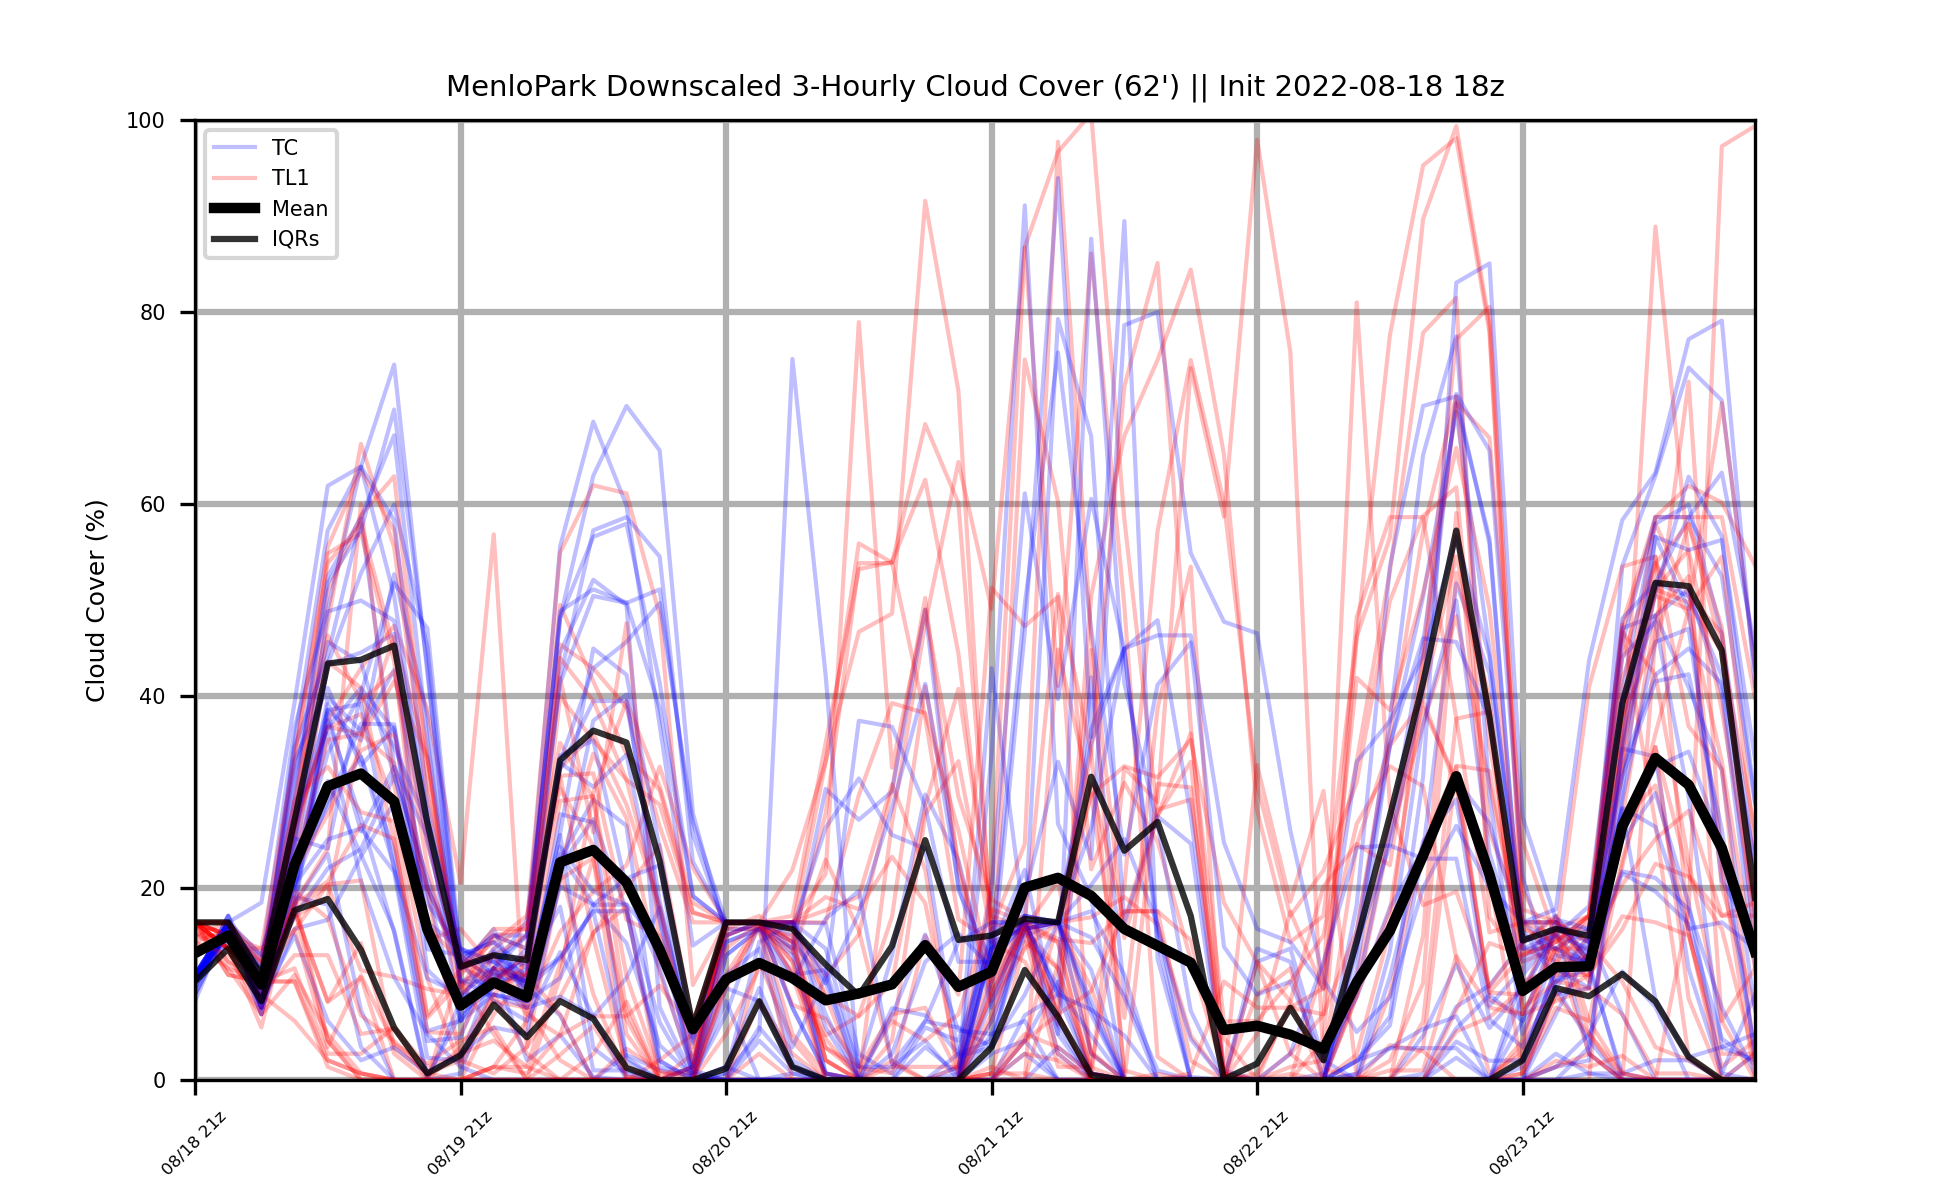 MenloPark Downscaled 3-Hourly Cloud Cover (62') || Init 2022-08-18 18z
100
80
60
40
20
0
Cloud Cover (%)
TC
TL1
Mean
IQRs
08/18 21z
08/19 21z
08/20 21z
08/21 21z
08/22 21z
08/23 21z